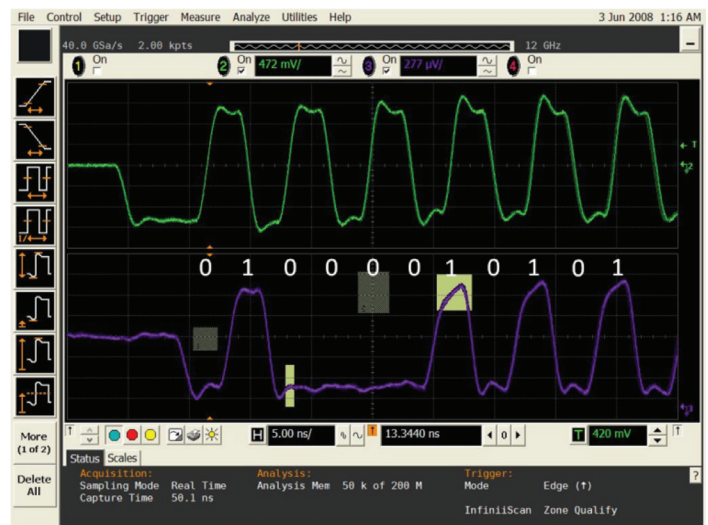 File Control Setup Trigger Measure Analyze Utilities Help 3 Jun 2008 1:16 AM
40.0 GSa/s 2.00 kpts 12 GHz
1 On 2 On 472 mV/ 3 On 277 µV/ 4 On
T
2
0 1 0 0 0 0 1 0 1 0 1
3
More
(1 of 2)
Delete
All
T H 5.00 ns/ T 13.3440 ns 0 T 420 mV T
Status Scales
?
Acquisition: Analysis: Trigger:
Sampling Mode Real Time Analysis Mem 50 k of 200 M Mode Edge (↑)
Capture Time 50.1 ns
InfiniiScan Zone Qualify